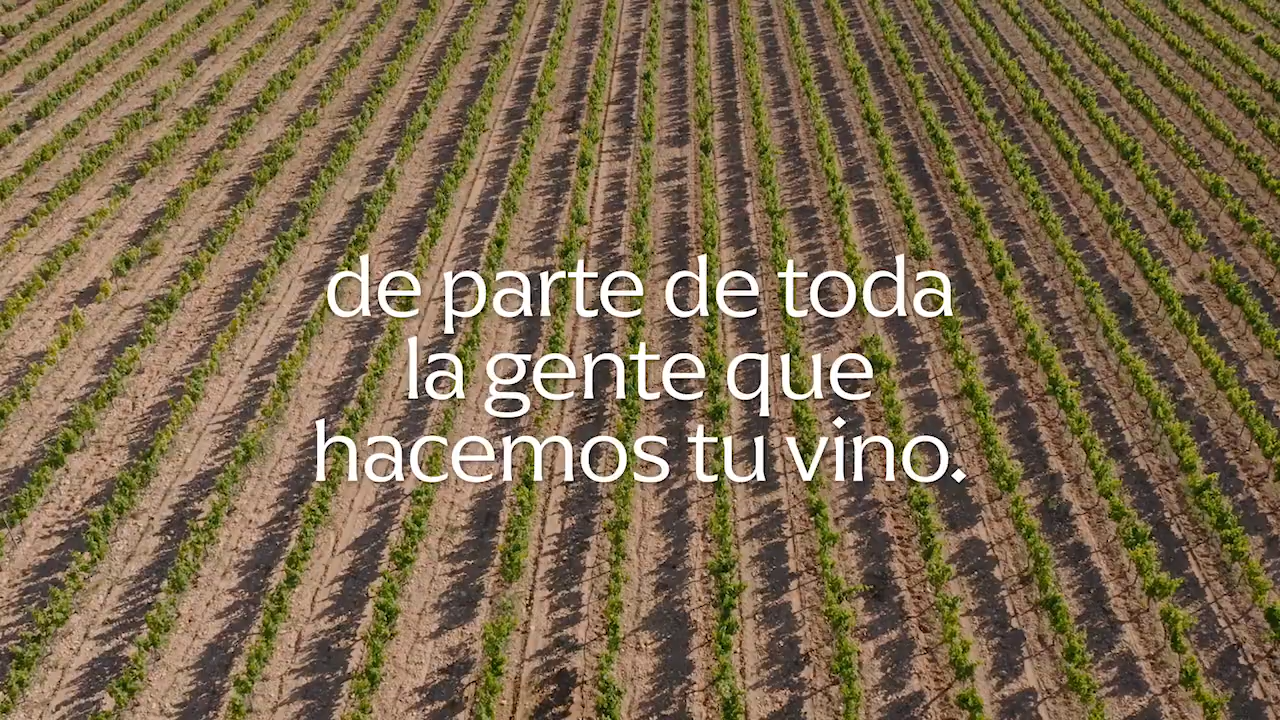 de parte de toda
la gente que
hacemos tu vino.